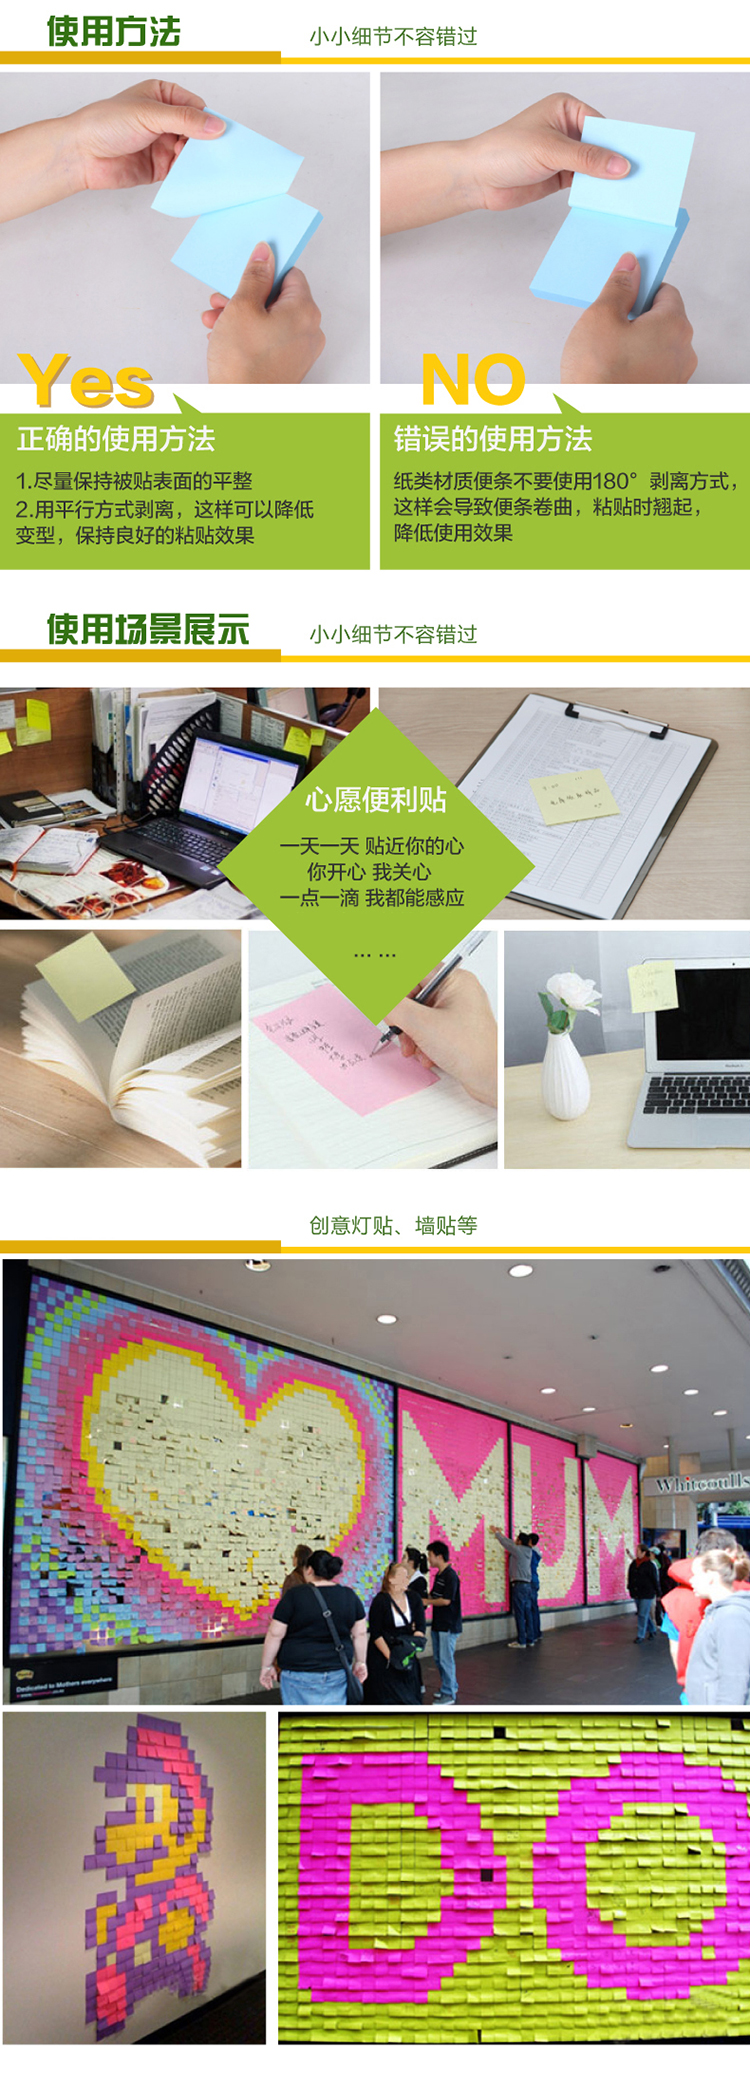 使用方法
小小细节不容错过
Yes
正确的使用方法
1.尽量保持被贴表面的平整
2.用平行方式剥离，这样可以降低
变型，保持良好的粘贴效果
NO
错误的使用方法
纸类材质便条不要使用180°剥离方式，
这样会导致便条卷曲，粘贴时翘起，
降低使用效果
使用场景展示
小小细节不容错过
心愿便利贴
一天一天 贴近你的心
你开心 我关心
一点一滴 我都能感应
... ...
创意灯贴、墙贴等
MUM
Whitcoulls
Dedicated to Mothers everywhere
DO